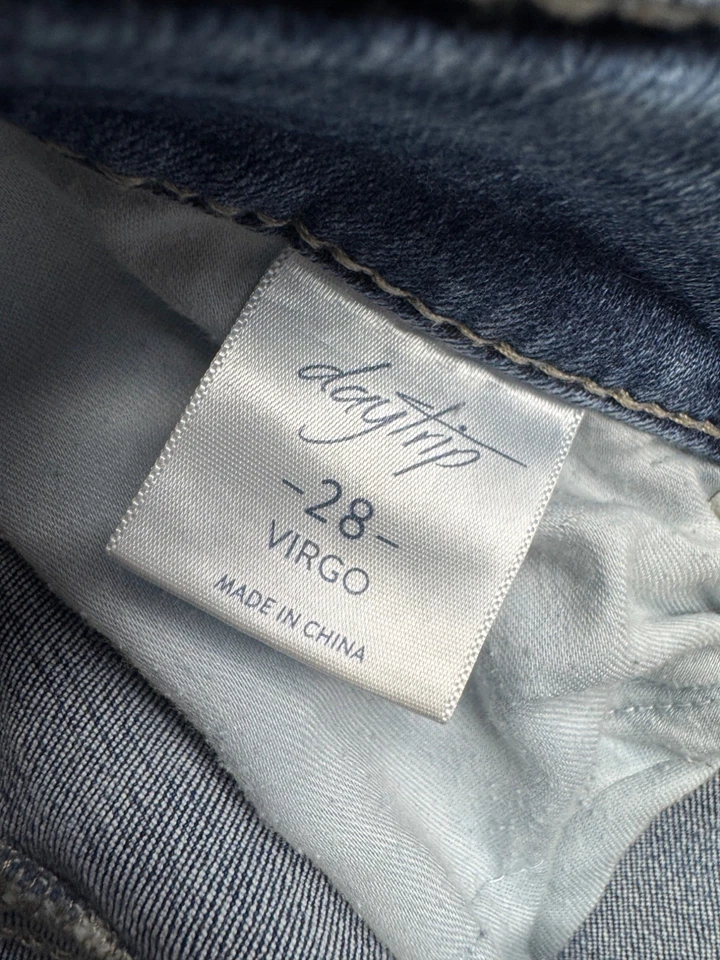 daytrip
-28-
VIRGO
MADE IN CHINA